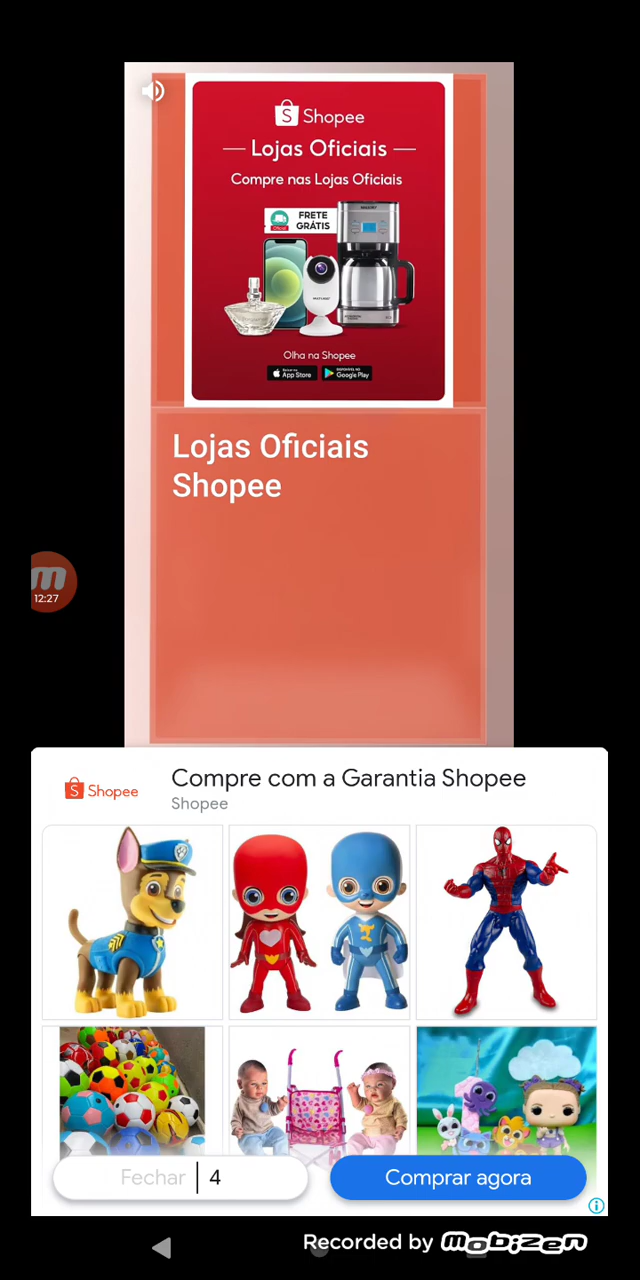 Shopee
Lojas Oficiais
Compre nas Lojas Oficiais
Oficial
FRETE
GRÁTIS
Olha na Shopee
App Store
Google Play
Lojas Oficiais
Shopee
12:27
Shopee
Compre com a Garantia Shopee
Shopee
Fechar | 4
Comprar agora
Recorded by mobizen